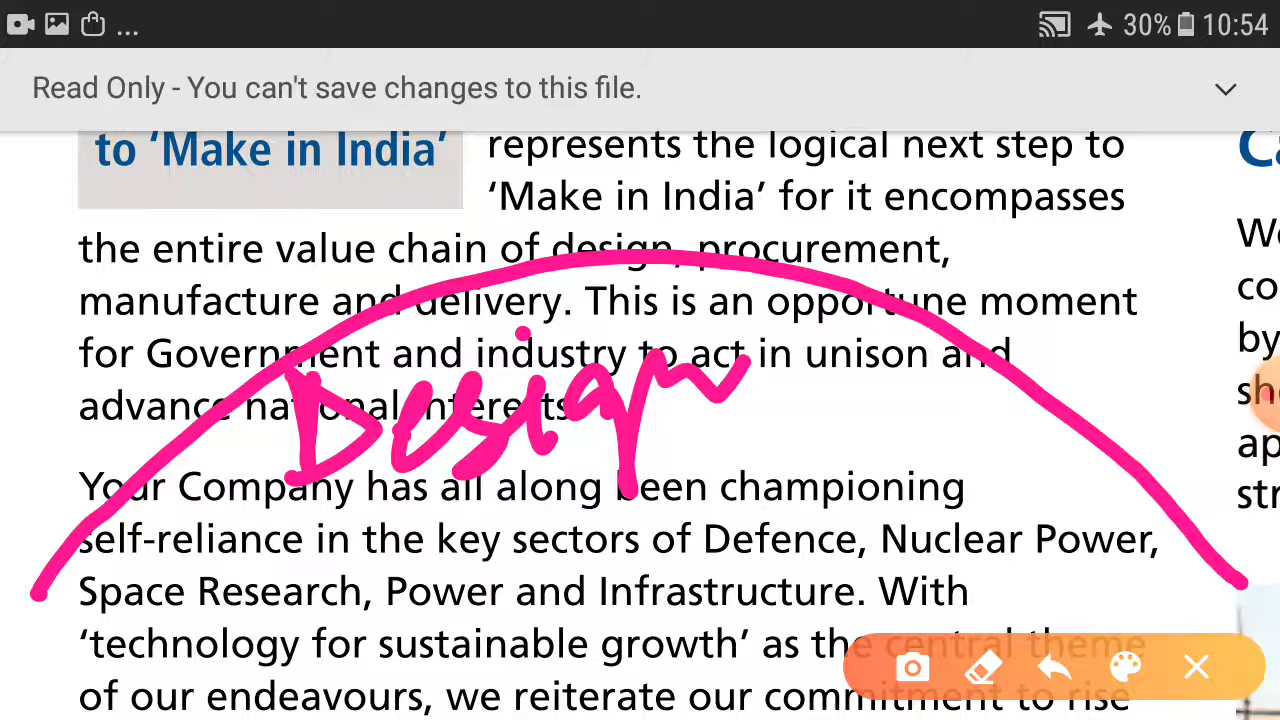 ... 30% 10:54
Read Only - You can't save changes to this file.
to ‘Make in India’
represents the logical next step to
‘Make in India’ for it encompasses
the entire value chain of design, procurement,
manufacture and delivery. This is an opportune moment
for Government and industry to act in unison and
advance national interests.
Design
Your Company has all along been championing
self-reliance in the key sectors of Defence, Nuclear Power,
Space Research, Power and Infrastructure. With
‘technology for sustainable growth’ as the central theme
of our endeavours, we reiterate our commitment to rise